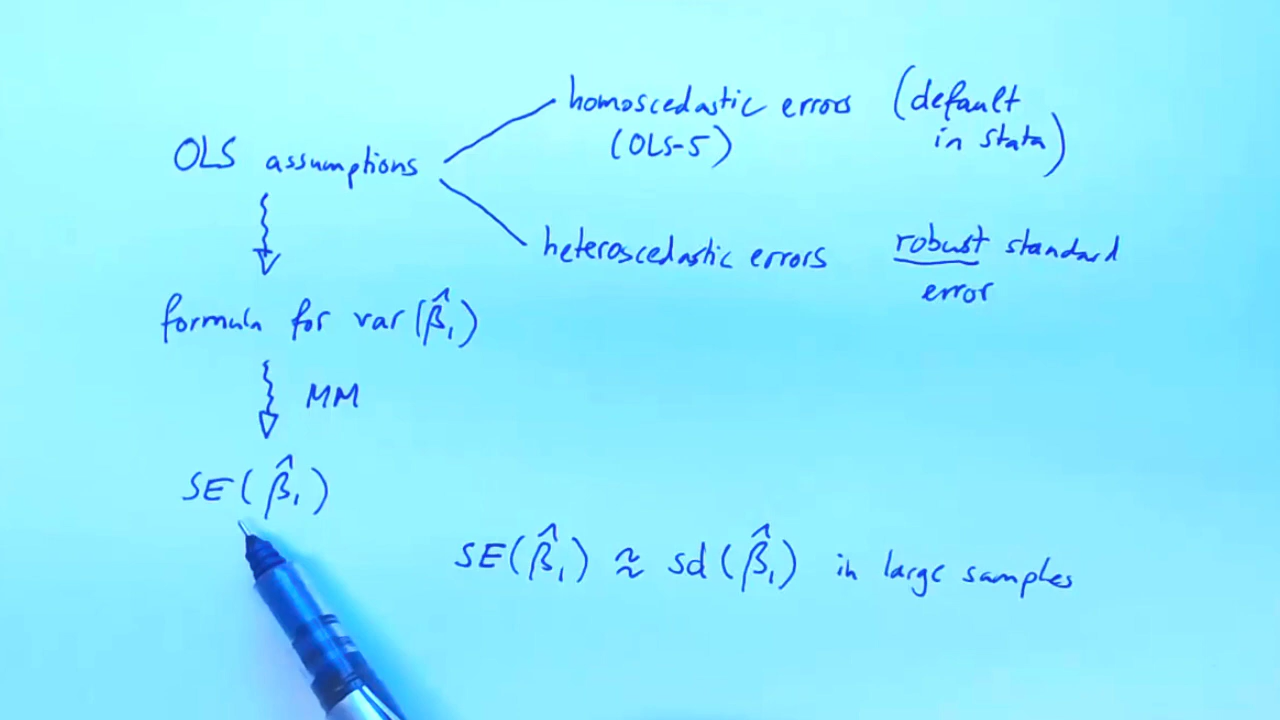 homoscedastic errors (default
OLS assumptions (OLS-5) in stata)
heteroscedastic errors robust standard
error
formula for var(β̂₁)
MM
SE(β̂₁)
SE(β̂₁) ≈ sd(β̂₁) in large samples